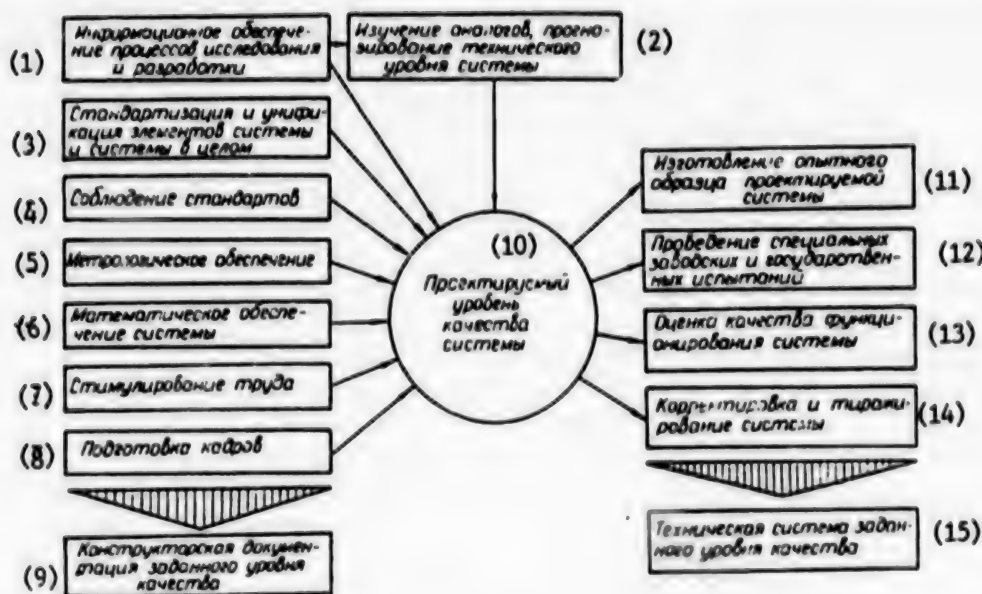 (1)
Информационное обеспече-
ние процессов исследования
и разработки
Изучение аналогов, прогно-
зирование технического
уровня системы
(2)
(3)
Стандартизация и унифи-
кация элементов системы
и системы в целом
(4)
Соблюдение стандартов
(5)
Метрологическое обеспечение
(6)
Математическое обеспе-
чение системы
(7)
Стимулирование труда
(8)
Подготовка кадров
(9)
Конструкторская докумен-
тация заданного уровня
качества
(10)
Проектируемый
уровень
качества
системы
Изготовление опытного
образца проектируемой
системы
(11)
Проведение специальных
заводских и государствен-
ных испытаний
(12)
Оценка качества функци-
онирования системы
(13)
Корректировка и тиражи-
рование системы
(14)
Техническая система задан-
ного уровня качества
(15)